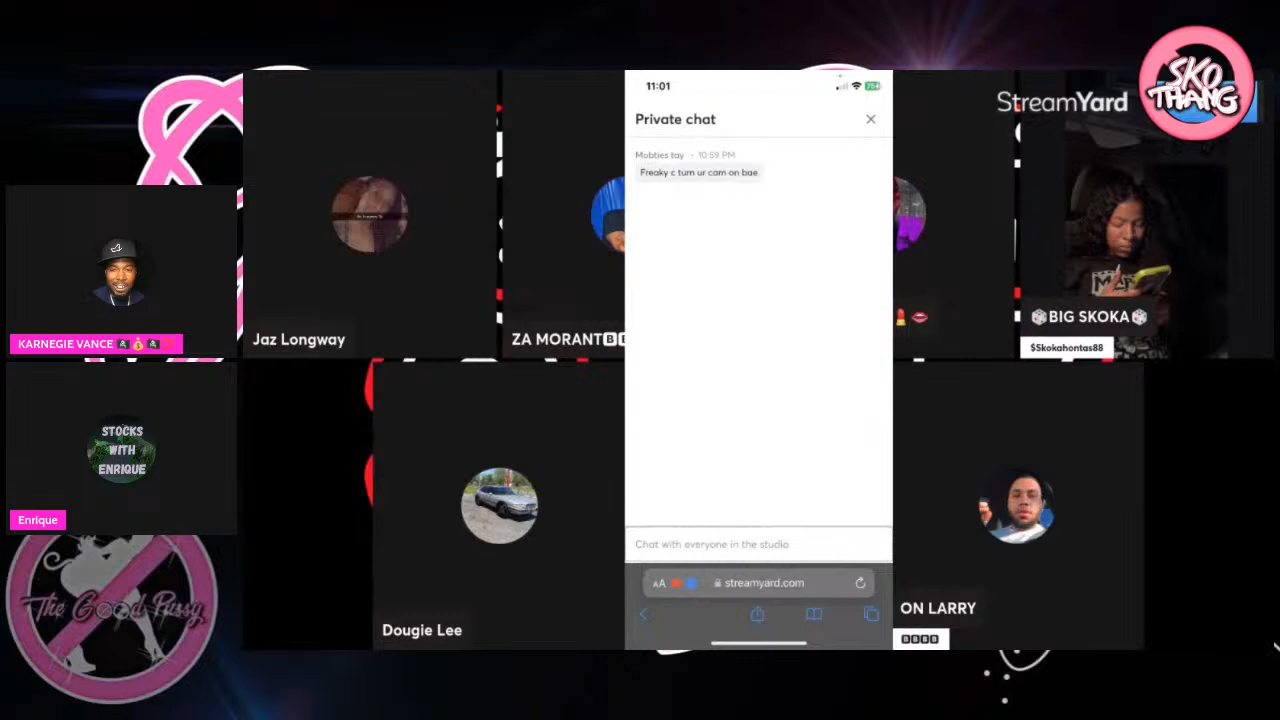 SKO
THANG
StreamYard
11:01
Private chat
Mobties tay · 10:59 PM
Freaky c turn ur cam on bae
Jaz Longway
ZA MORANT🅱
🎲BIG SKOKA🎲
$Skokahontas88
KARNEGIE VANCE
STOCKS
WITH
ENRIQUE
Enrique
Chat with everyone in the studio
AA streamyard.com
ON LARRY
🅱🅱🅱🅱
Dougie Lee
The Good Pussy